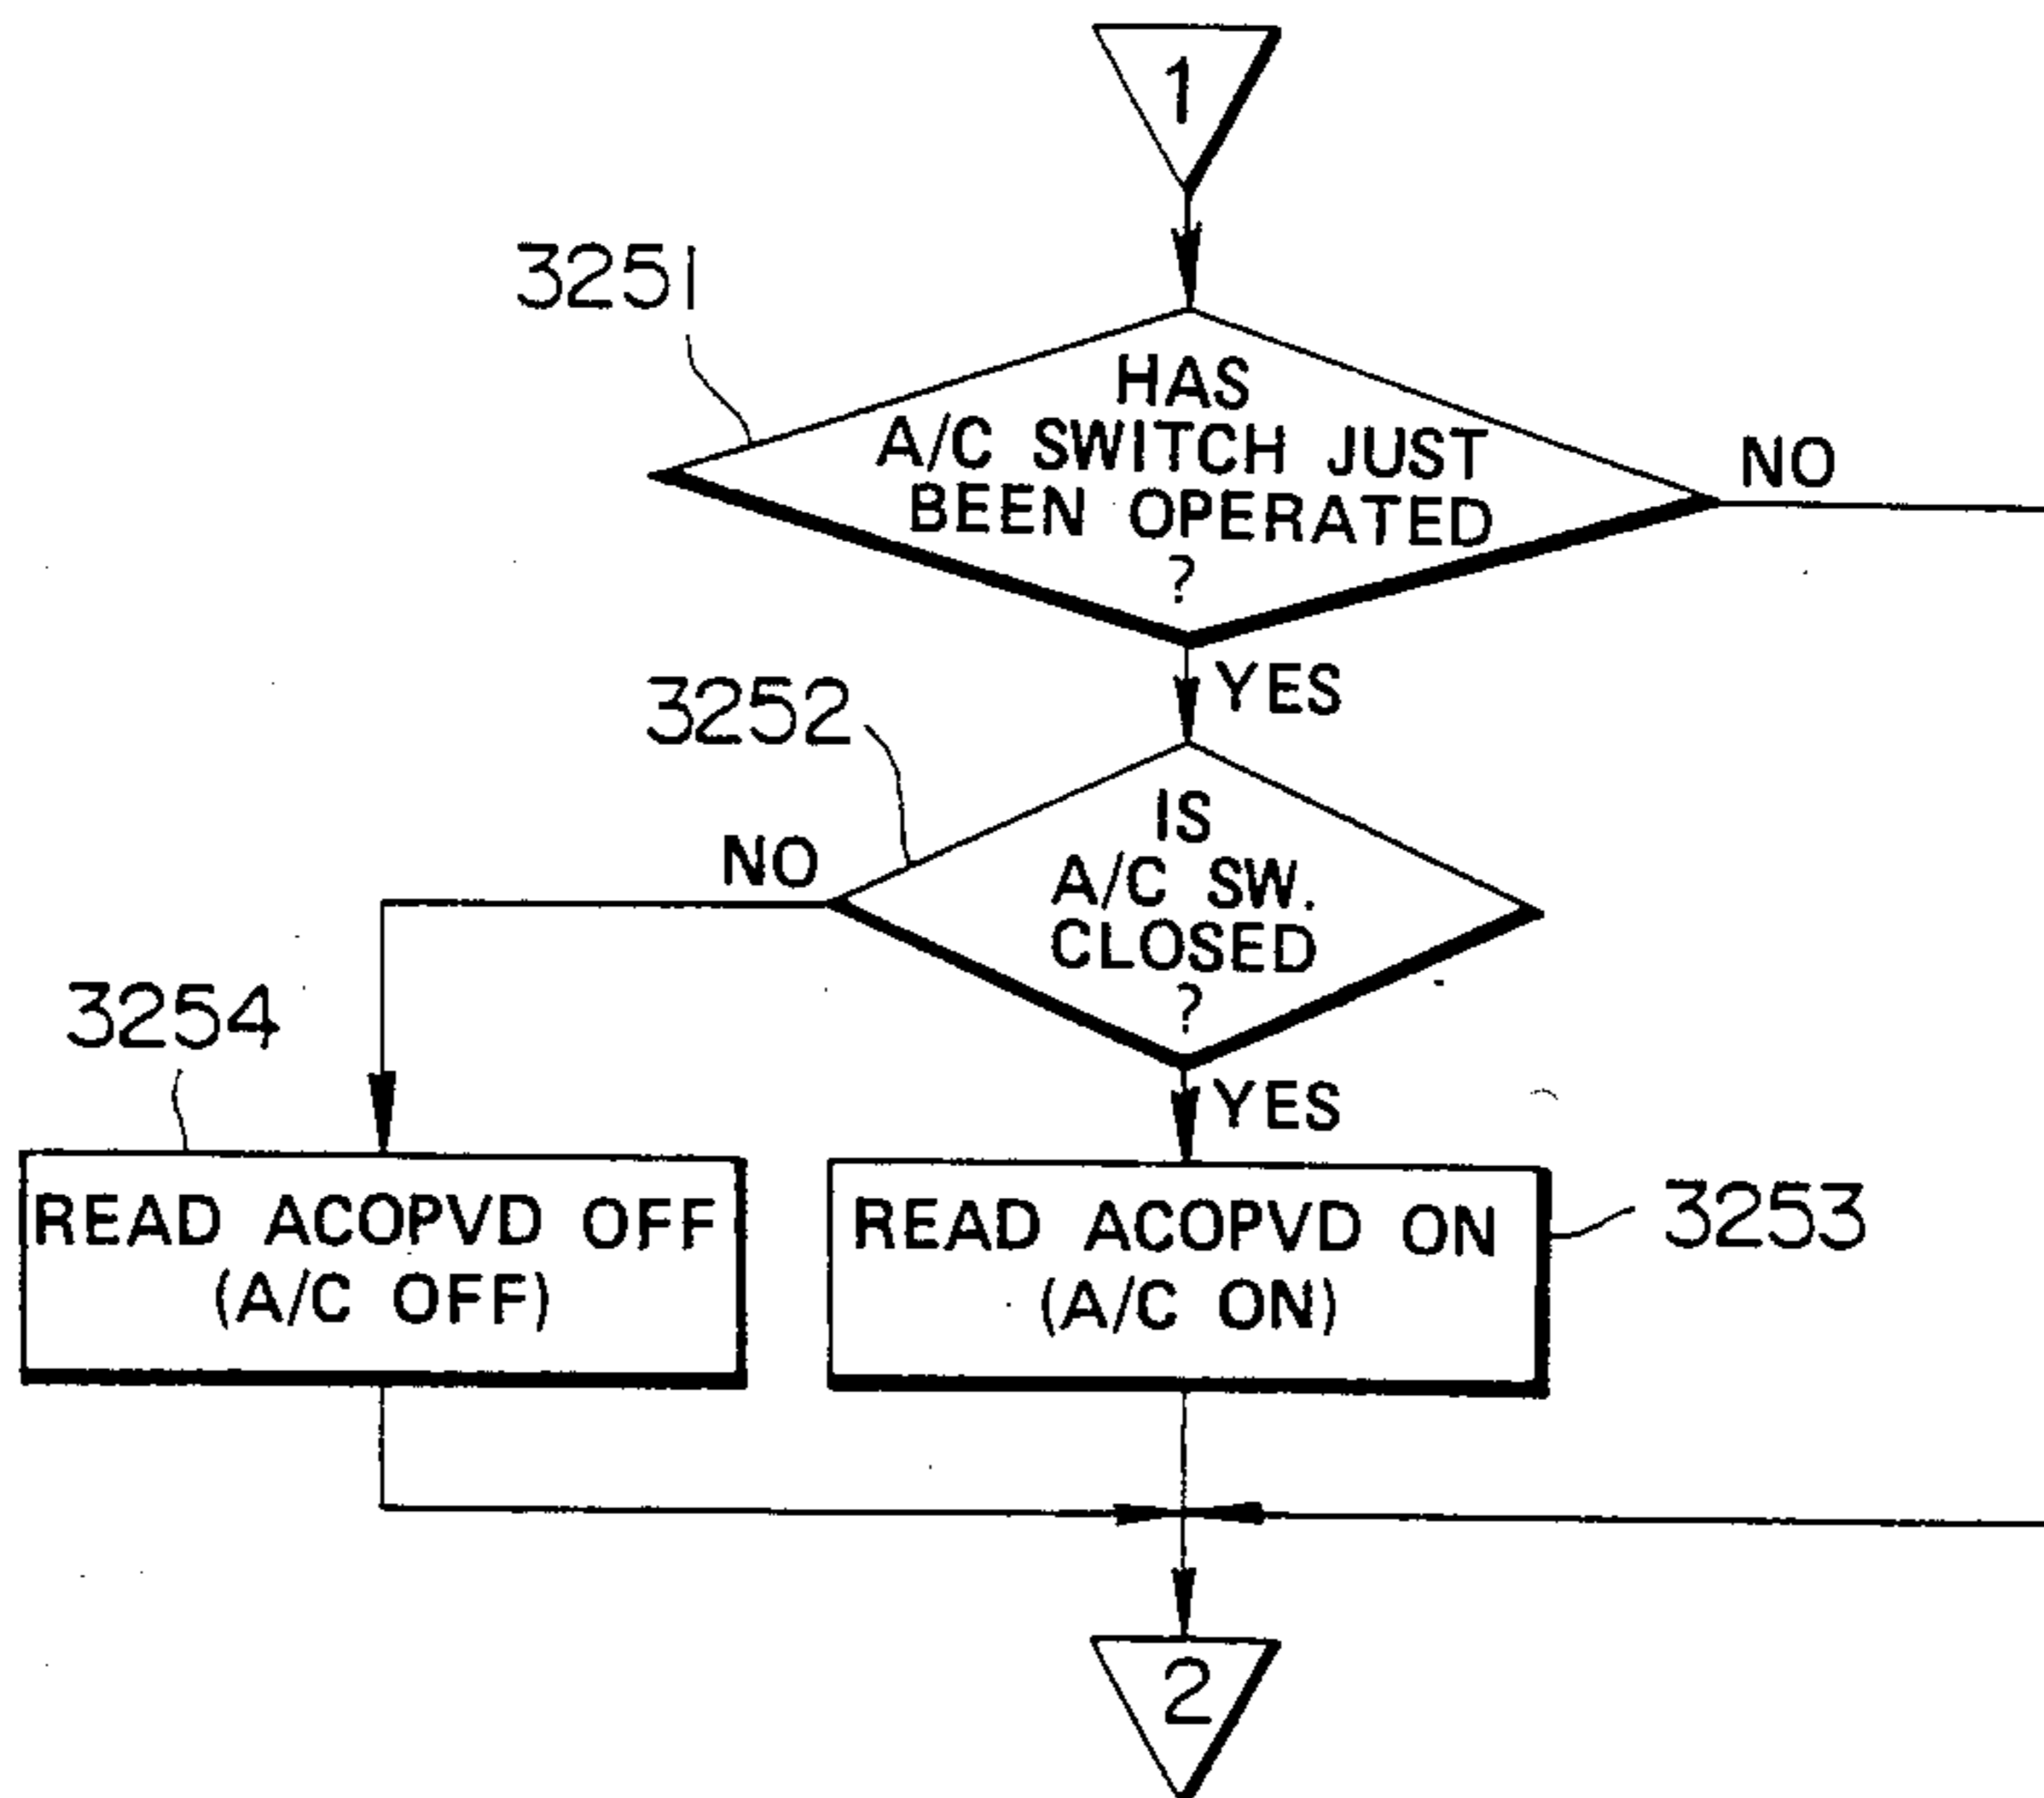 1
3251
HAS
A/C SWITCH JUST
BEEN OPERATED
?
NO
YES
3252
IS
A/C SW.
CLOSED
?
NO
YES
3254
READ ACOPVD OFF
(A/C OFF)
READ ACOPVD ON
(A/C ON)
3253
2